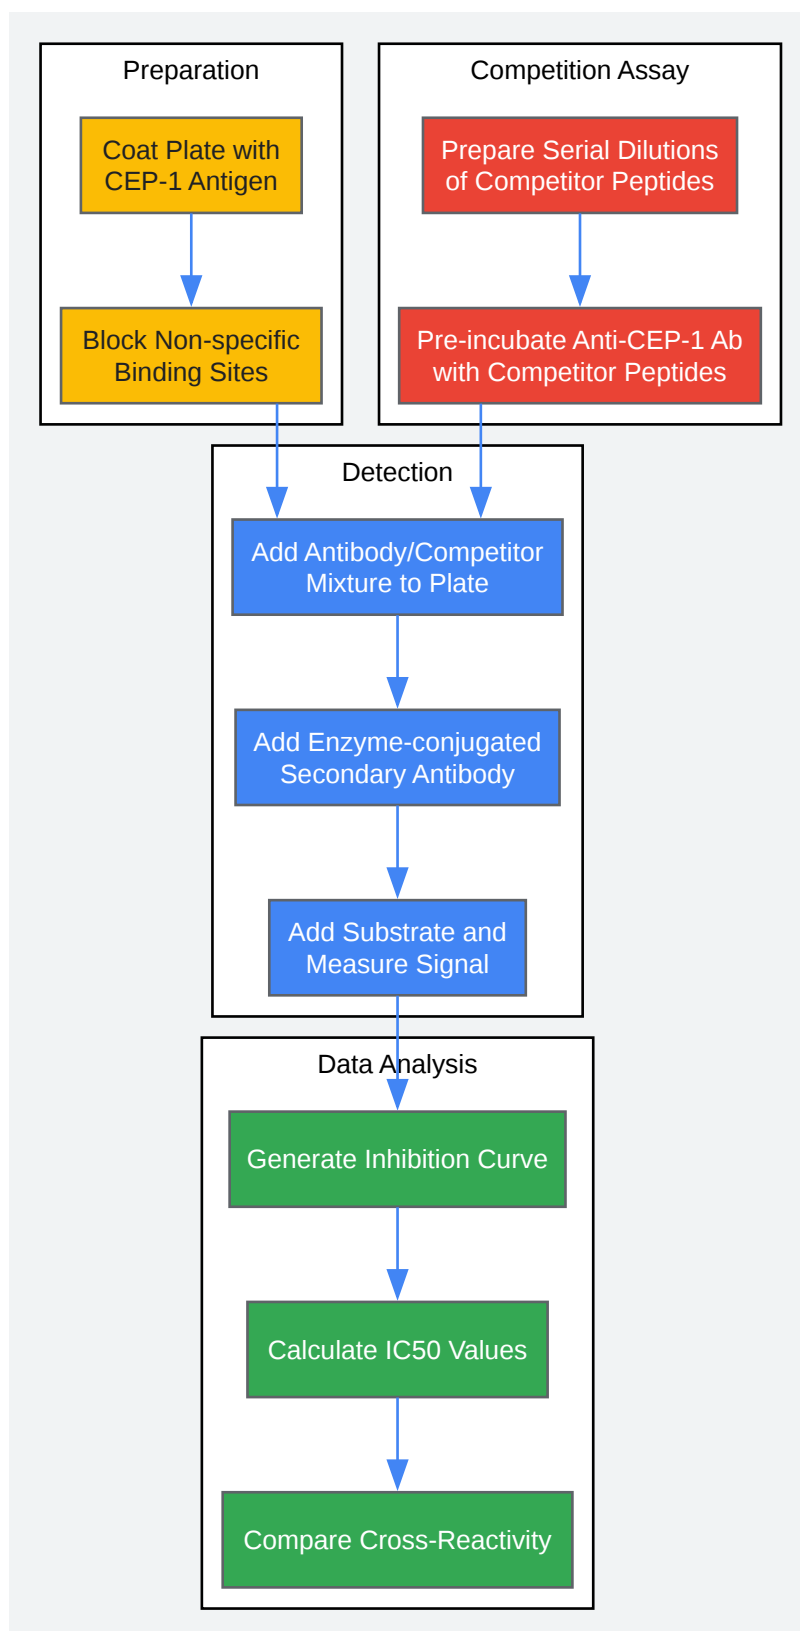 Preparation
Coat Plate with
CEP-1 Antigen
Block Non-specific
Binding Sites
Competition Assay
Prepare Serial Dilutions
of Competitor Peptides
Pre-incubate Anti-CEP-1 Ab
with Competitor Peptides
Detection
Add Antibody/Competitor
Mixture to Plate
Add Enzyme-conjugated
Secondary Antibody
Add Substrate and
Measure Signal
Data Analysis
Generate Inhibition Curve
Calculate IC50 Values
Compare Cross-Reactivity